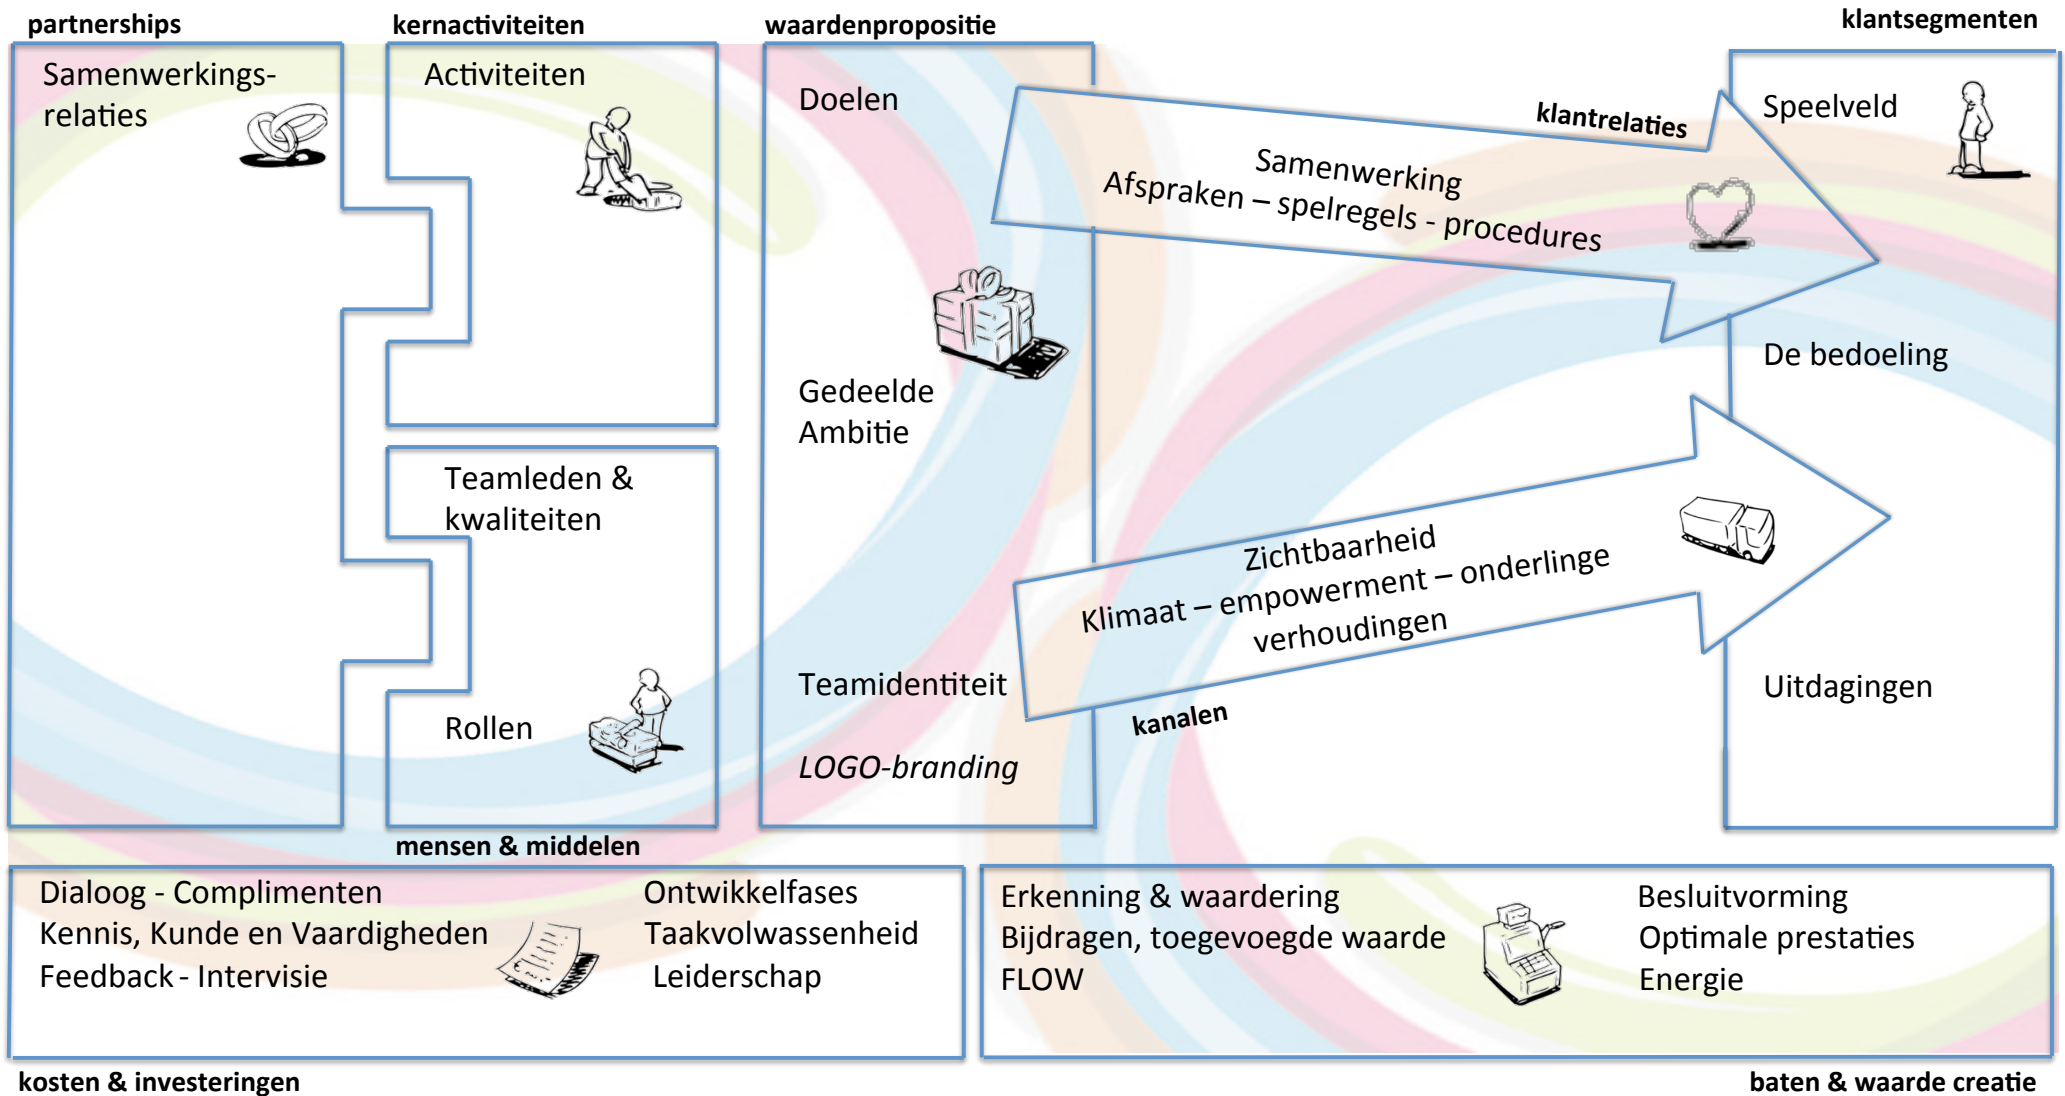 partnerships
Samenwerkings-
relaties
kernactiviteiten
Activiteiten
Teamleden &
kwaliteiten
Rollen
mensen & middelen
waardenpropositie
Doelen
Gedeelde
Ambitie
Teamidentiteit
LOGO-branding
klantrelaties
Samenwerking
Afspraken – spelregels - procedures
Zichtbaarheid
Klimaat – empowerment – onderlinge
verhoudingen
kanalen
klantsegmenten
Speelveld
De bedoeling
Uitdagingen
Dialoog - Complimenten
Kennis, Kunde en Vaardigheden
Feedback - Intervisie
Ontwikkelfases
Taakvolwassenheid
Leiderschap
kosten & investeringen
Erkenning & waardering
Bijdragen, toegevoegde waarde
FLOW
Besluitvorming
Optimale prestaties
Energie
baten & waarde creatie